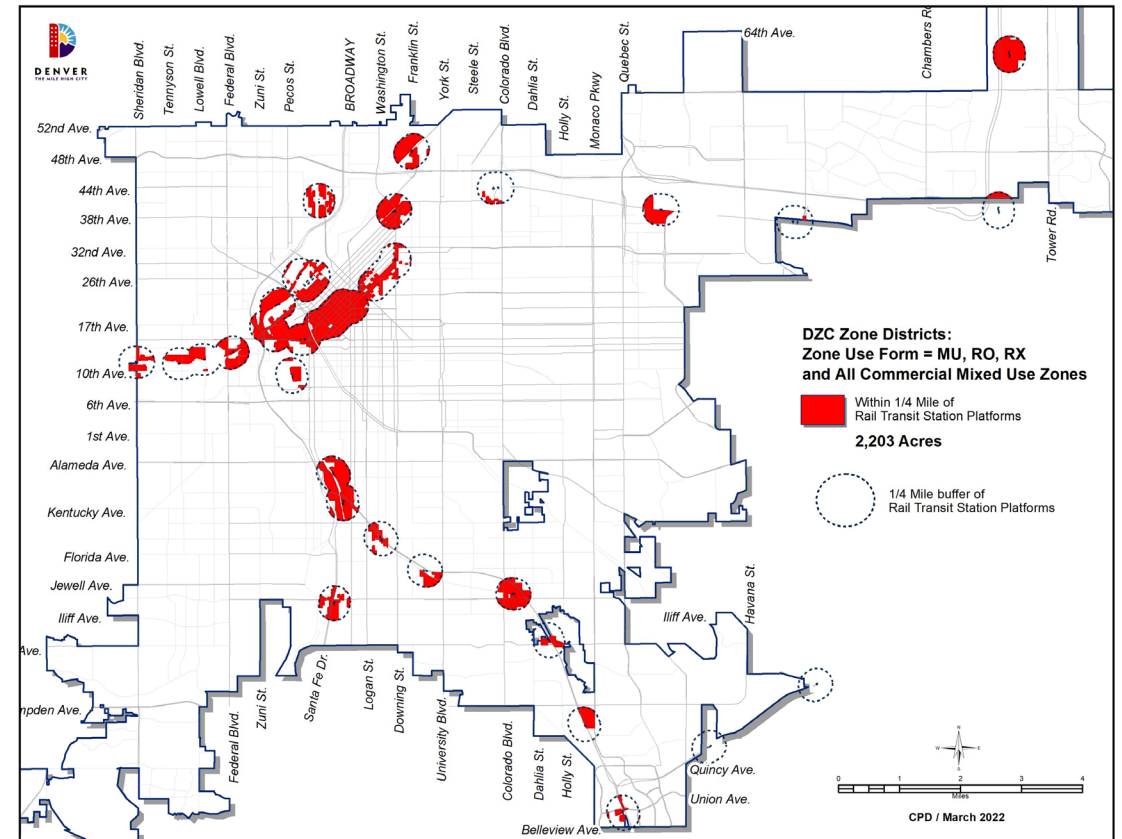 DENVER
THE MILE HIGH CITY
Sheridan Blvd.
Tennyson St.
Lowell Blvd.
Federal Blvd.
Zuni St.
Pecos St.
BROADWAY
Washington St.
Franklin St.
York St.
Steele St.
Colorado Blvd.
Dahlia St.
Holly St.
Monaco Pkwy
Quebec St.
64th Ave.
Chambers Rd
52nd Ave.
48th Ave.
44th Ave.
38th Ave.
32nd Ave.
26th Ave.
17th Ave.
10th Ave.
6th Ave.
1st Ave.
Alameda Ave.
Kentucky Ave.
Florida Ave.
Jewell Ave.
Iliff Ave.
Ave.
mpden Ave.
Tower Rd.
DZC Zone Districts:
Zone Use Form = MU, RO, RX
and All Commercial Mixed Use Zones
Within 1/4 Mile of
Rail Transit Station Platforms
2,203 Acres
1/4 Mile buffer of
Rail Transit Station Platforms
Iliff Ave.
Havana St.
Federal Blvd.
Zuni St.
Santa Fe Dr.
Logan St.
Downing St.
University Blvd.
Colorado Blvd.
Dahlia St.
Holly St.
Quincy Ave.
Union Ave.
Belleview Ave.
N
W
E
S
0 1 2 3 4
Miles
CPD / March 2022